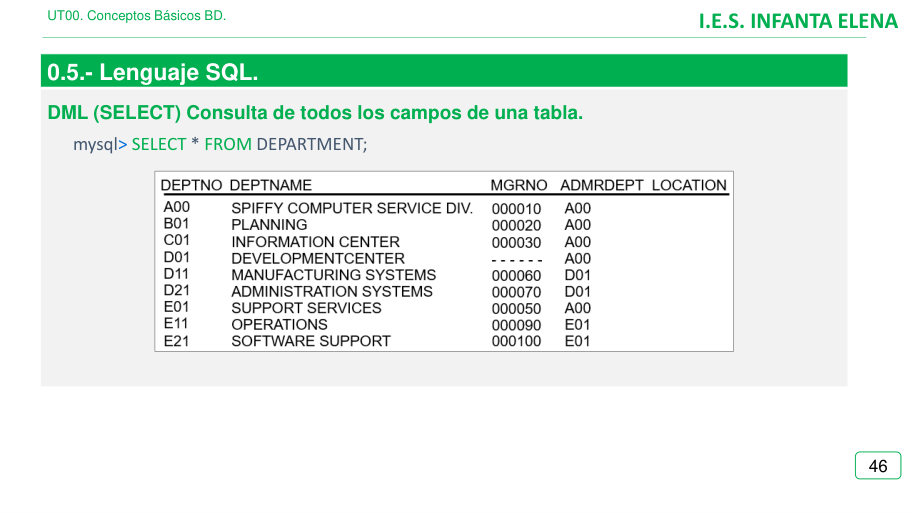 UT00. Conceptos Básicos BD.
I.E.S. INFANTA ELENA
0.5.- Lenguaje SQL.
DML (SELECT) Consulta de todos los campos de una tabla.
mysql> SELECT * FROM DEPARTMENT;
DEPTNO DEPTNAME MGRNO ADMRDEPT LOCATION
A00 SPIFFY COMPUTER SERVICE DIV. 000010 A00
B01 PLANNING 000020 A00
C01 INFORMATION CENTER 000030 A00
D01 DEVELOPMENTCENTER - - - - - - A00
D11 MANUFACTURING SYSTEMS 000060 D01
D21 ADMINISTRATION SYSTEMS 000070 D01
E01 SUPPORT SERVICES 000050 A00
E11 OPERATIONS 000090 E01
E21 SOFTWARE SUPPORT 000100 E01
46